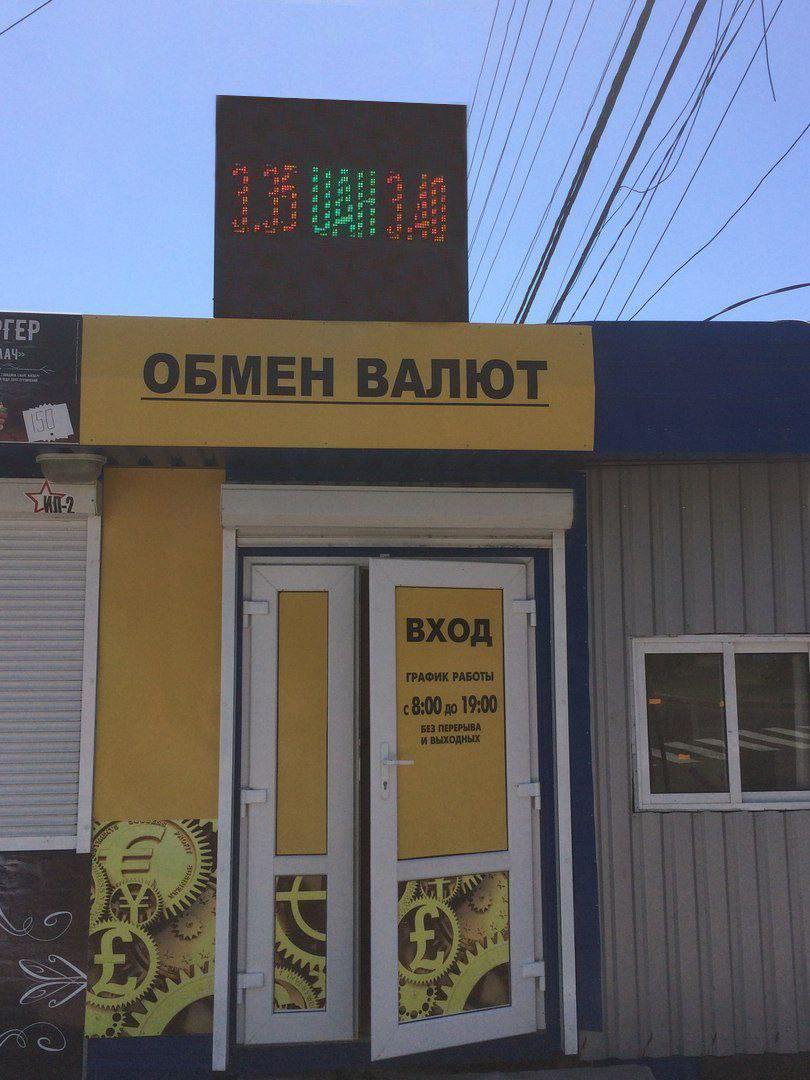 3.35 UAH 3.40
ОБМЕН ВАЛЮТ
150
ИЛ-2
ВХОД
ГРАФИК РАБОТЫ
с 8:00 до 19:00
БЕЗ ПЕРЕРЫВА
И ВЫХОДНЫХ